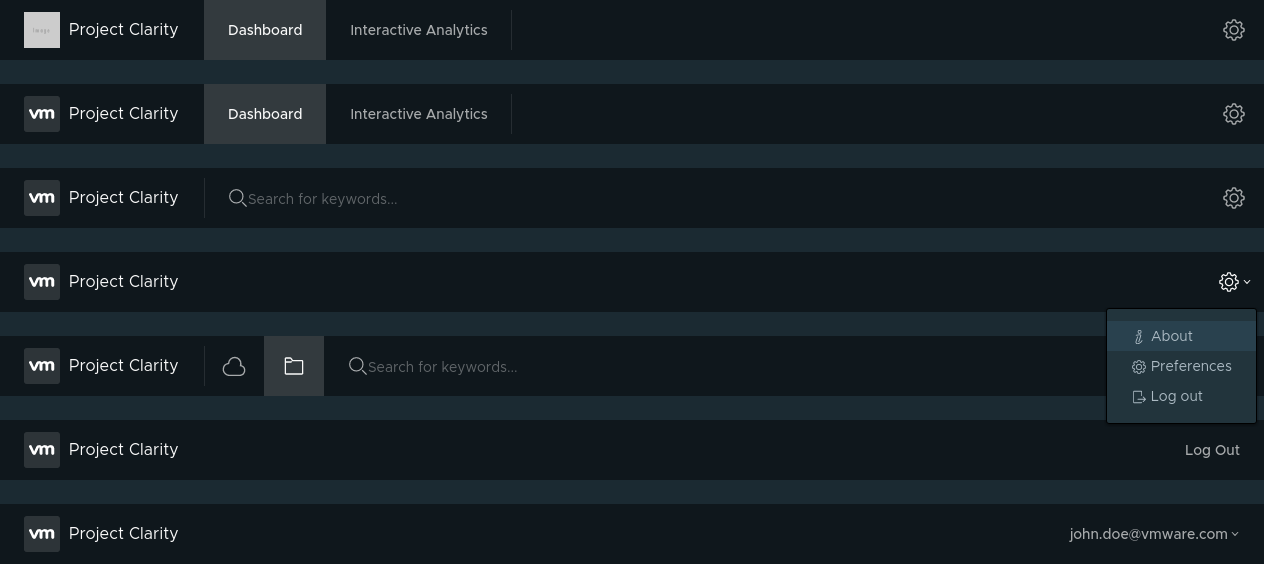 Image Project Clarity Dashboard Interactive Analytics
vm Project Clarity Dashboard Interactive Analytics
vm Project Clarity Search for keywords...
vm Project Clarity
About
vm Project Clarity Search for keywords... Preferences
Log out
vm Project Clarity Log Out
vm Project Clarity john.doe@vmware.com